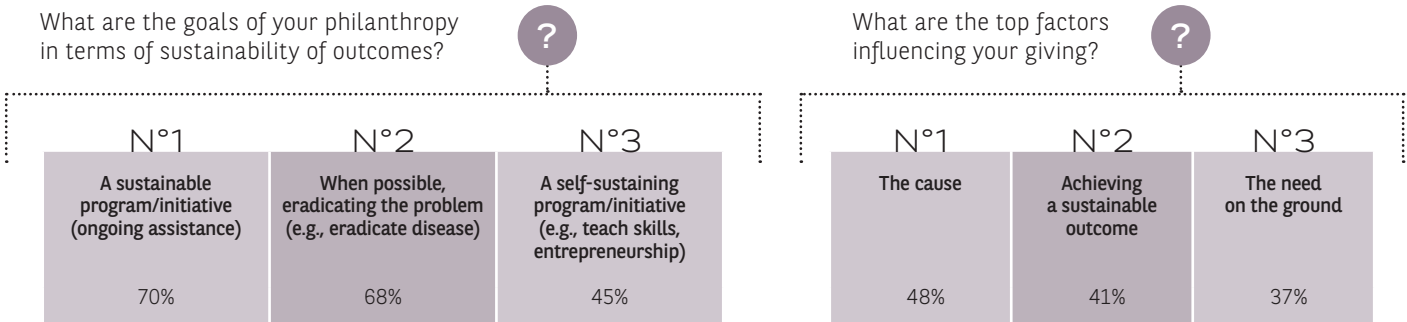 What are the goals of your philanthropy
in terms of sustainability of outcomes?
?
N°1
A sustainable
program/initiative
(ongoing assistance)
70%
N°2
When possible,
eradicating the problem
(e.g., eradicate disease)
68%
N°3
A self-sustaining
program/initiative
(e.g., teach skills,
entrepreneurship)
45%
What are the top factors
influencing your giving?
?
N°1
The cause
48%
N°2
Achieving
a sustainable
outcome
41%
N°3
The need
on the ground
37%